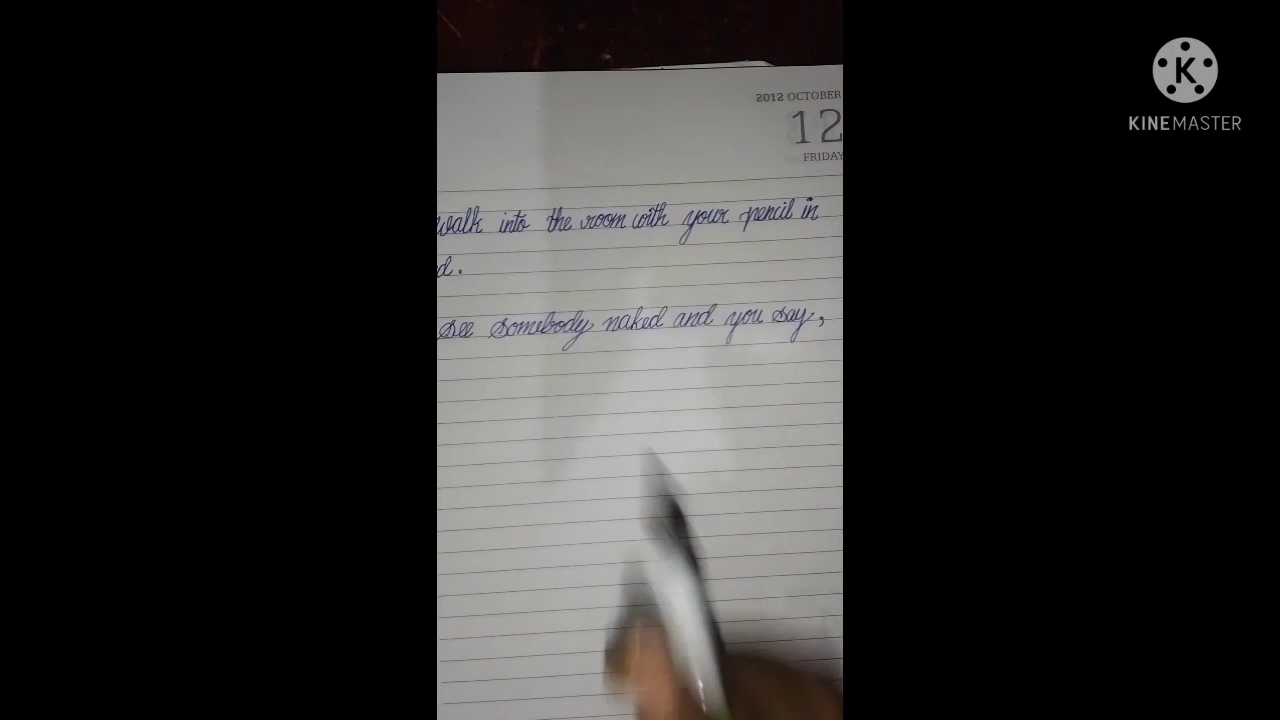 2012 OCTOBER
12
FRIDAY
walk into the room with your pencil in
d.
see somebody naked and you say,
KINEMASTER